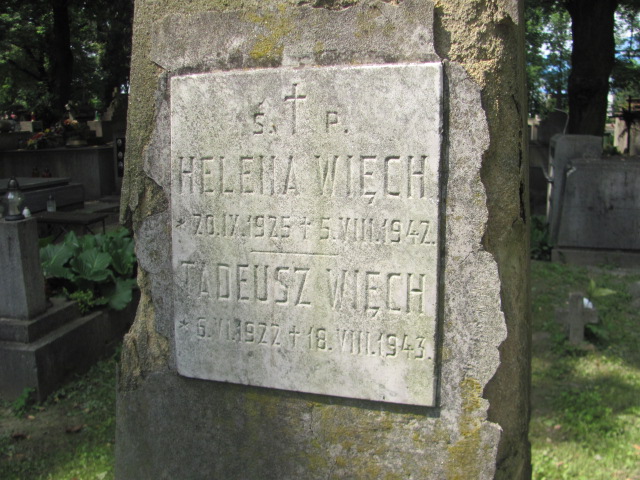 Ś. † P.
HELENA WIĘCH
* 20.IX.1925 † 5.VIII.1942.
TADEUSZ WIĘCH
* 6.VI.1922 † 18.VIII.1943.